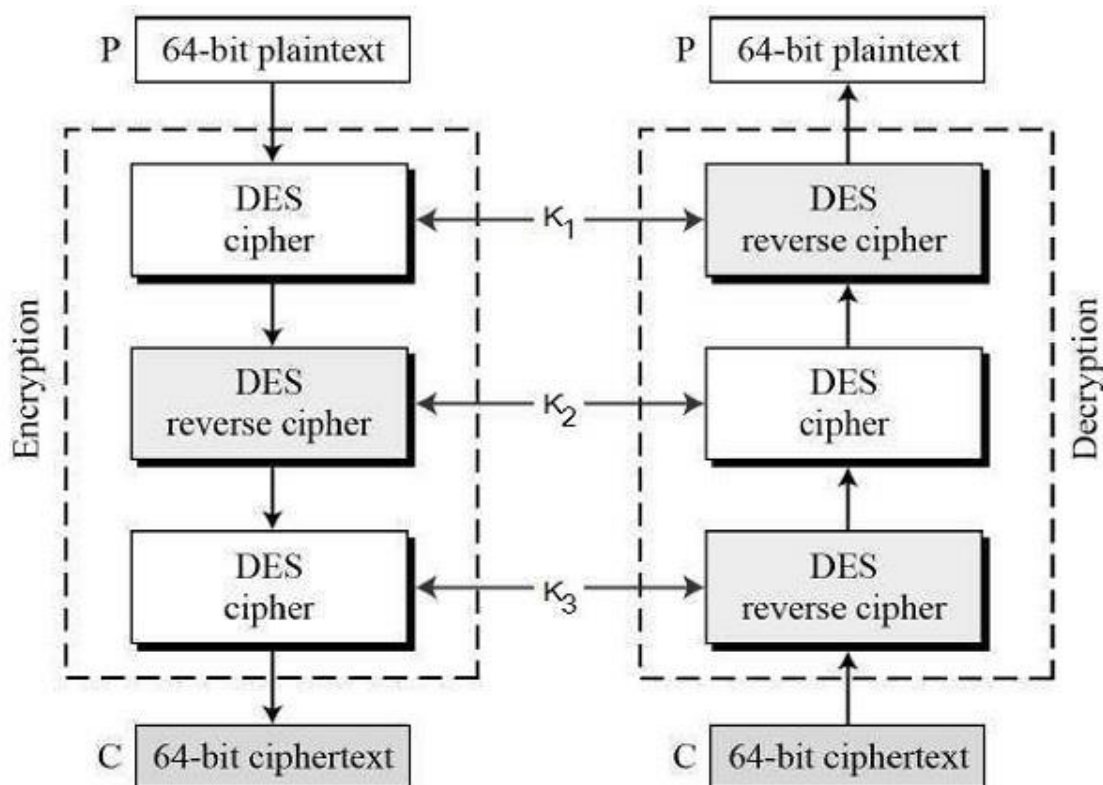 P 64-bit plaintext
P 64-bit plaintext
Encryption
DES
cipher
K1
DES
reverse cipher
DES
reverse cipher
K2
DES
cipher
DES
cipher
K3
DES
reverse cipher
Decryption
C 64-bit ciphertext
C 64-bit ciphertext